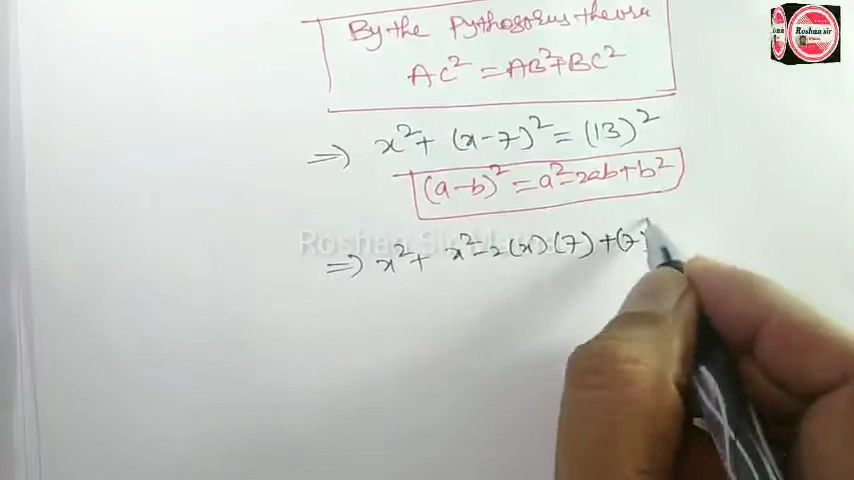 Roshan sir
By the Pythagorus theorem
AC² = AB² + BC²
⇒ x² + (x-7)² = (13)²
(a-b)² = a² - 2ab + b²
Roshan Sir
⇒ x² + x² - 2(x)(7) + (7)